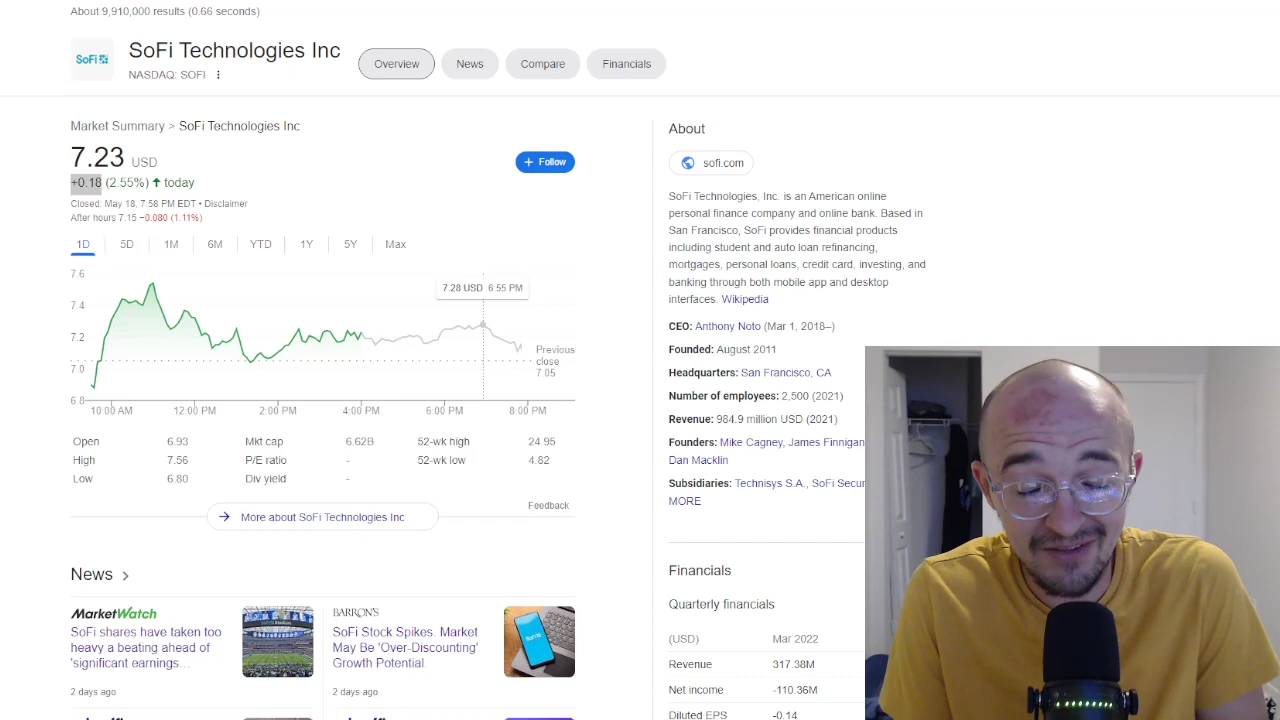 About 9,910,000 results (0.66 seconds)
SoFi
SoFi Technologies Inc
NASDAQ: SOFI
Overview
News
Compare
Financials
Market Summary > SoFi Technologies Inc
7.23 USD
+ Follow
+0.18 (2.55%) ↑ today
Closed: May 18, 7:58 PM EDT • Disclaimer
After hours 7.15 −0.080 (1.11%)
1D
5D
1M
6M
YTD
1Y
5Y
Max
7.6
7.4
7.2
7.0
6.8
7.28 USD 6:55 PM
Previous
close
7.05
10:00 AM
12:00 PM
2:00 PM
4:00 PM
6:00 PM
8:00 PM
Open 6.93 Mkt cap 6.62B 52-wk high 24.95
High 7.56 P/E ratio - 52-wk low 4.82
Low 6.80 Div yield -
Feedback
→ More about SoFi Technologies Inc
News >
MarketWatch
SoFi shares have taken too
heavy a beating ahead of
'significant earnings...
2 days ago
BARRON'S
SoFi Stock Spikes. Market
May Be 'Over-Discounting'
Growth Potential.
2 days ago
About
sofi.com
SoFi Technologies, Inc. is an American online
personal finance company and online bank. Based in
San Francisco, SoFi provides financial products
including student and auto loan refinancing,
mortgages, personal loans, credit card, investing, and
banking through both mobile app and desktop
interfaces. Wikipedia
CEO: Anthony Noto (Mar 1, 2018–)
Founded: August 2011
Headquarters: San Francisco, CA
Number of employees: 2,500 (2021)
Revenue: 984.9 million USD (2021)
Founders: Mike Cagney, James Finnigan
Dan Macklin
Subsidiaries: Technisys S.A., SoFi Secur
MORE
Financials
Quarterly financials
(USD) Mar 2022
Revenue 317.38M
Net income -110.36M
Diluted EPS -0.14